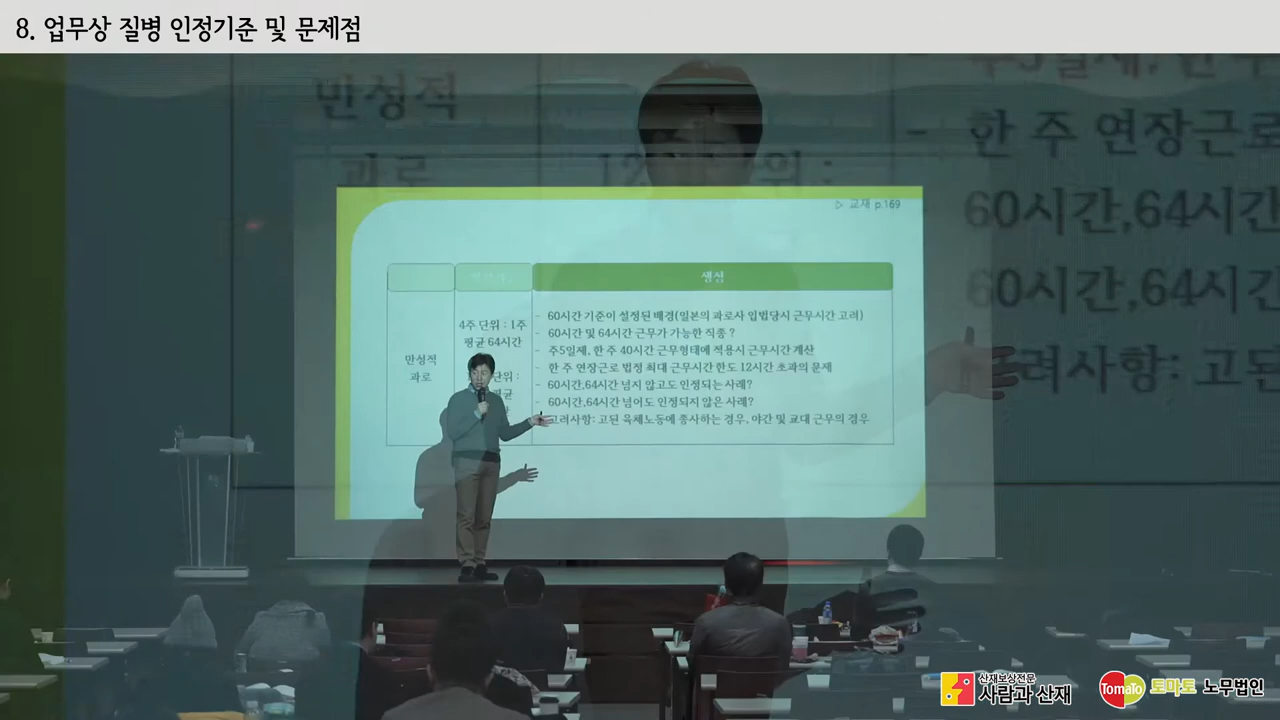 8. 업무상 질병 인정기준 및 문제점
▷ 교재 p.169
쟁점
4주 단위 : 1주
평균 64시간
단위 :
만성적
과로
- 60시간 기준이 설정된 배경(일본의 과로사 입법당시 근무시간 고려)
- 60시간 및 64시간 근무가 가능한 직종 ?
- 주5일제, 한 주 40시간 근무형태에 적용시 근무시간 계산
- 한 주 연장근로 법정 최대 근무시간 한도 12시간 초과의 문제
- 60시간,64시간 넘지 않고도 인정되는 사례?
- 60시간,64시간 넘어도 인정되지 않은 사례?
고려사항: 고된 육체노동에 종사하는 경우, 야간 및 교대 근무의 경우
만성적
과로
- 한 주 연장근로
60시간,64시간
60시간,64시간
려사항: 고된
산재보상전문
사람과 산재
TomaTo 토마토 노무법인